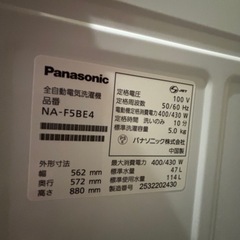 Panasonic
全自動電気洗濯機
品番
NA-F5BE4
外形寸法
幅 562 mm
奥行 572 mm
高さ 880 mm
JET
定格電圧 100 V
定格周波数 50/60 Hz
電動機定格消費電力 400/430 W
定格時間 洗いのみ 10 分
標準洗濯容量 5.0 kg
パナソニック株式会社
中国製
最大消費電力 400/430 W
標準水量 47 L
標準使用水量 114 L
製造番号 2532202430